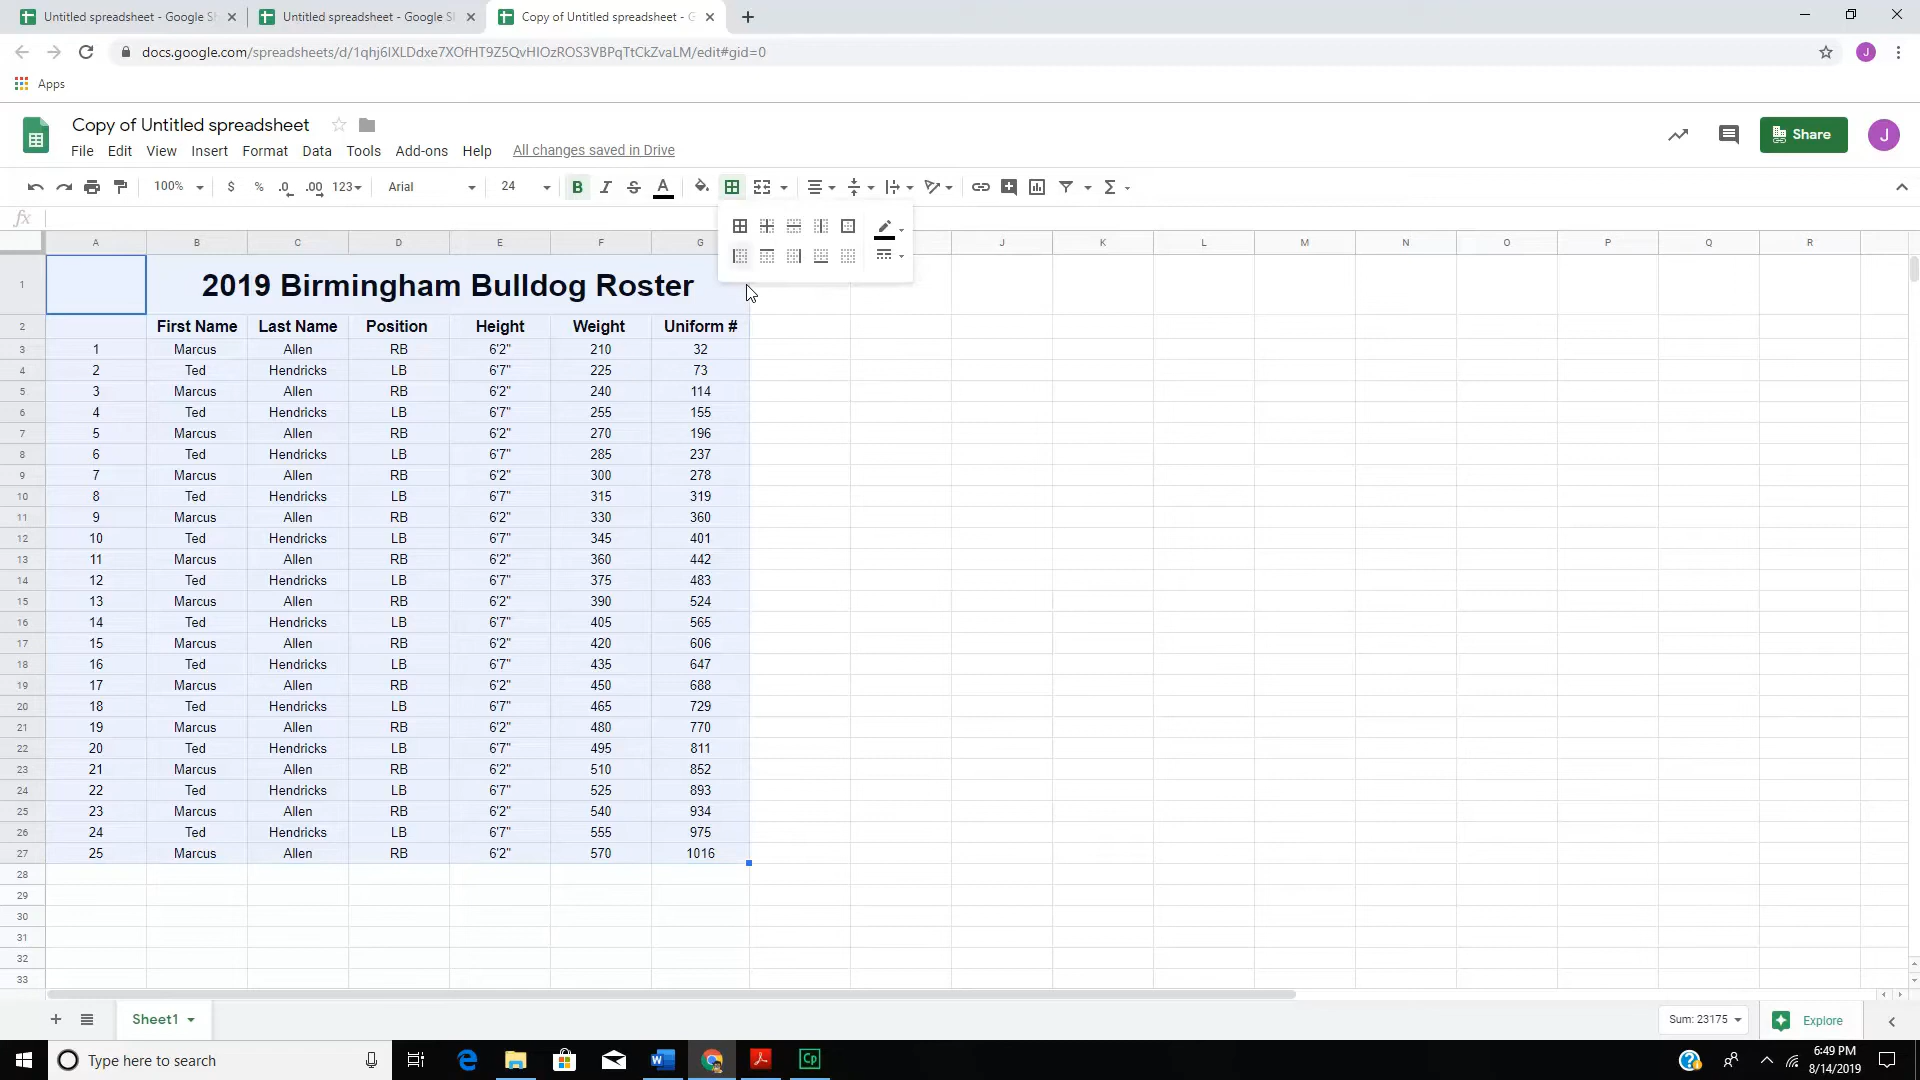 Untitled spreadsheet - Google S
Untitled spreadsheet - Google S
Copy of Untitled spreadsheet - G
docs.google.com/spreadsheets/d/1qhj6IXLDdxe7XOfHT9Z5QvHIOzROS3VBPqTtCkZvaLM/edit#gid=0
J
Apps
Copy of Untitled spreadsheet
File Edit View Insert Format Data Tools Add-ons Help All changes saved in Drive
Share
J
100% $ % .0 .00 123 Arial 24 B I S A
fx
A B C D E F G J K L M N O P Q R
1 2019 Birmingham Bulldog Roster
2 First Name Last Name Position Height Weight Uniform #
3 1 Marcus Allen RB 6'2" 210 32
4 2 Ted Hendricks LB 6'7" 225 73
5 3 Marcus Allen RB 6'2" 240 114
6 4 Ted Hendricks LB 6'7" 255 155
7 5 Marcus Allen RB 6'2" 270 196
8 6 Ted Hendricks LB 6'7" 285 237
9 7 Marcus Allen RB 6'2" 300 278
10 8 Ted Hendricks LB 6'7" 315 319
11 9 Marcus Allen RB 6'2" 330 360
12 10 Ted Hendricks LB 6'7" 345 401
13 11 Marcus Allen RB 6'2" 360 442
14 12 Ted Hendricks LB 6'7" 375 483
15 13 Marcus Allen RB 6'2" 390 524
16 14 Ted Hendricks LB 6'7" 405 565
17 15 Marcus Allen RB 6'2" 420 606
18 16 Ted Hendricks LB 6'7" 435 647
19 17 Marcus Allen RB 6'2" 450 688
20 18 Ted Hendricks LB 6'7" 465 729
21 19 Marcus Allen RB 6'2" 480 770
22 20 Ted Hendricks LB 6'7" 495 811
23 21 Marcus Allen RB 6'2" 510 852
24 22 Ted Hendricks LB 6'7" 525 893
25 23 Marcus Allen RB 6'2" 540 934
26 24 Ted Hendricks LB 6'7" 555 975
27 25 Marcus Allen RB 6'2" 570 1016
28
29
30
31
32
33
Sheet1
Sum: 23175
Explore
Type here to search
6:49 PM
8/14/2019